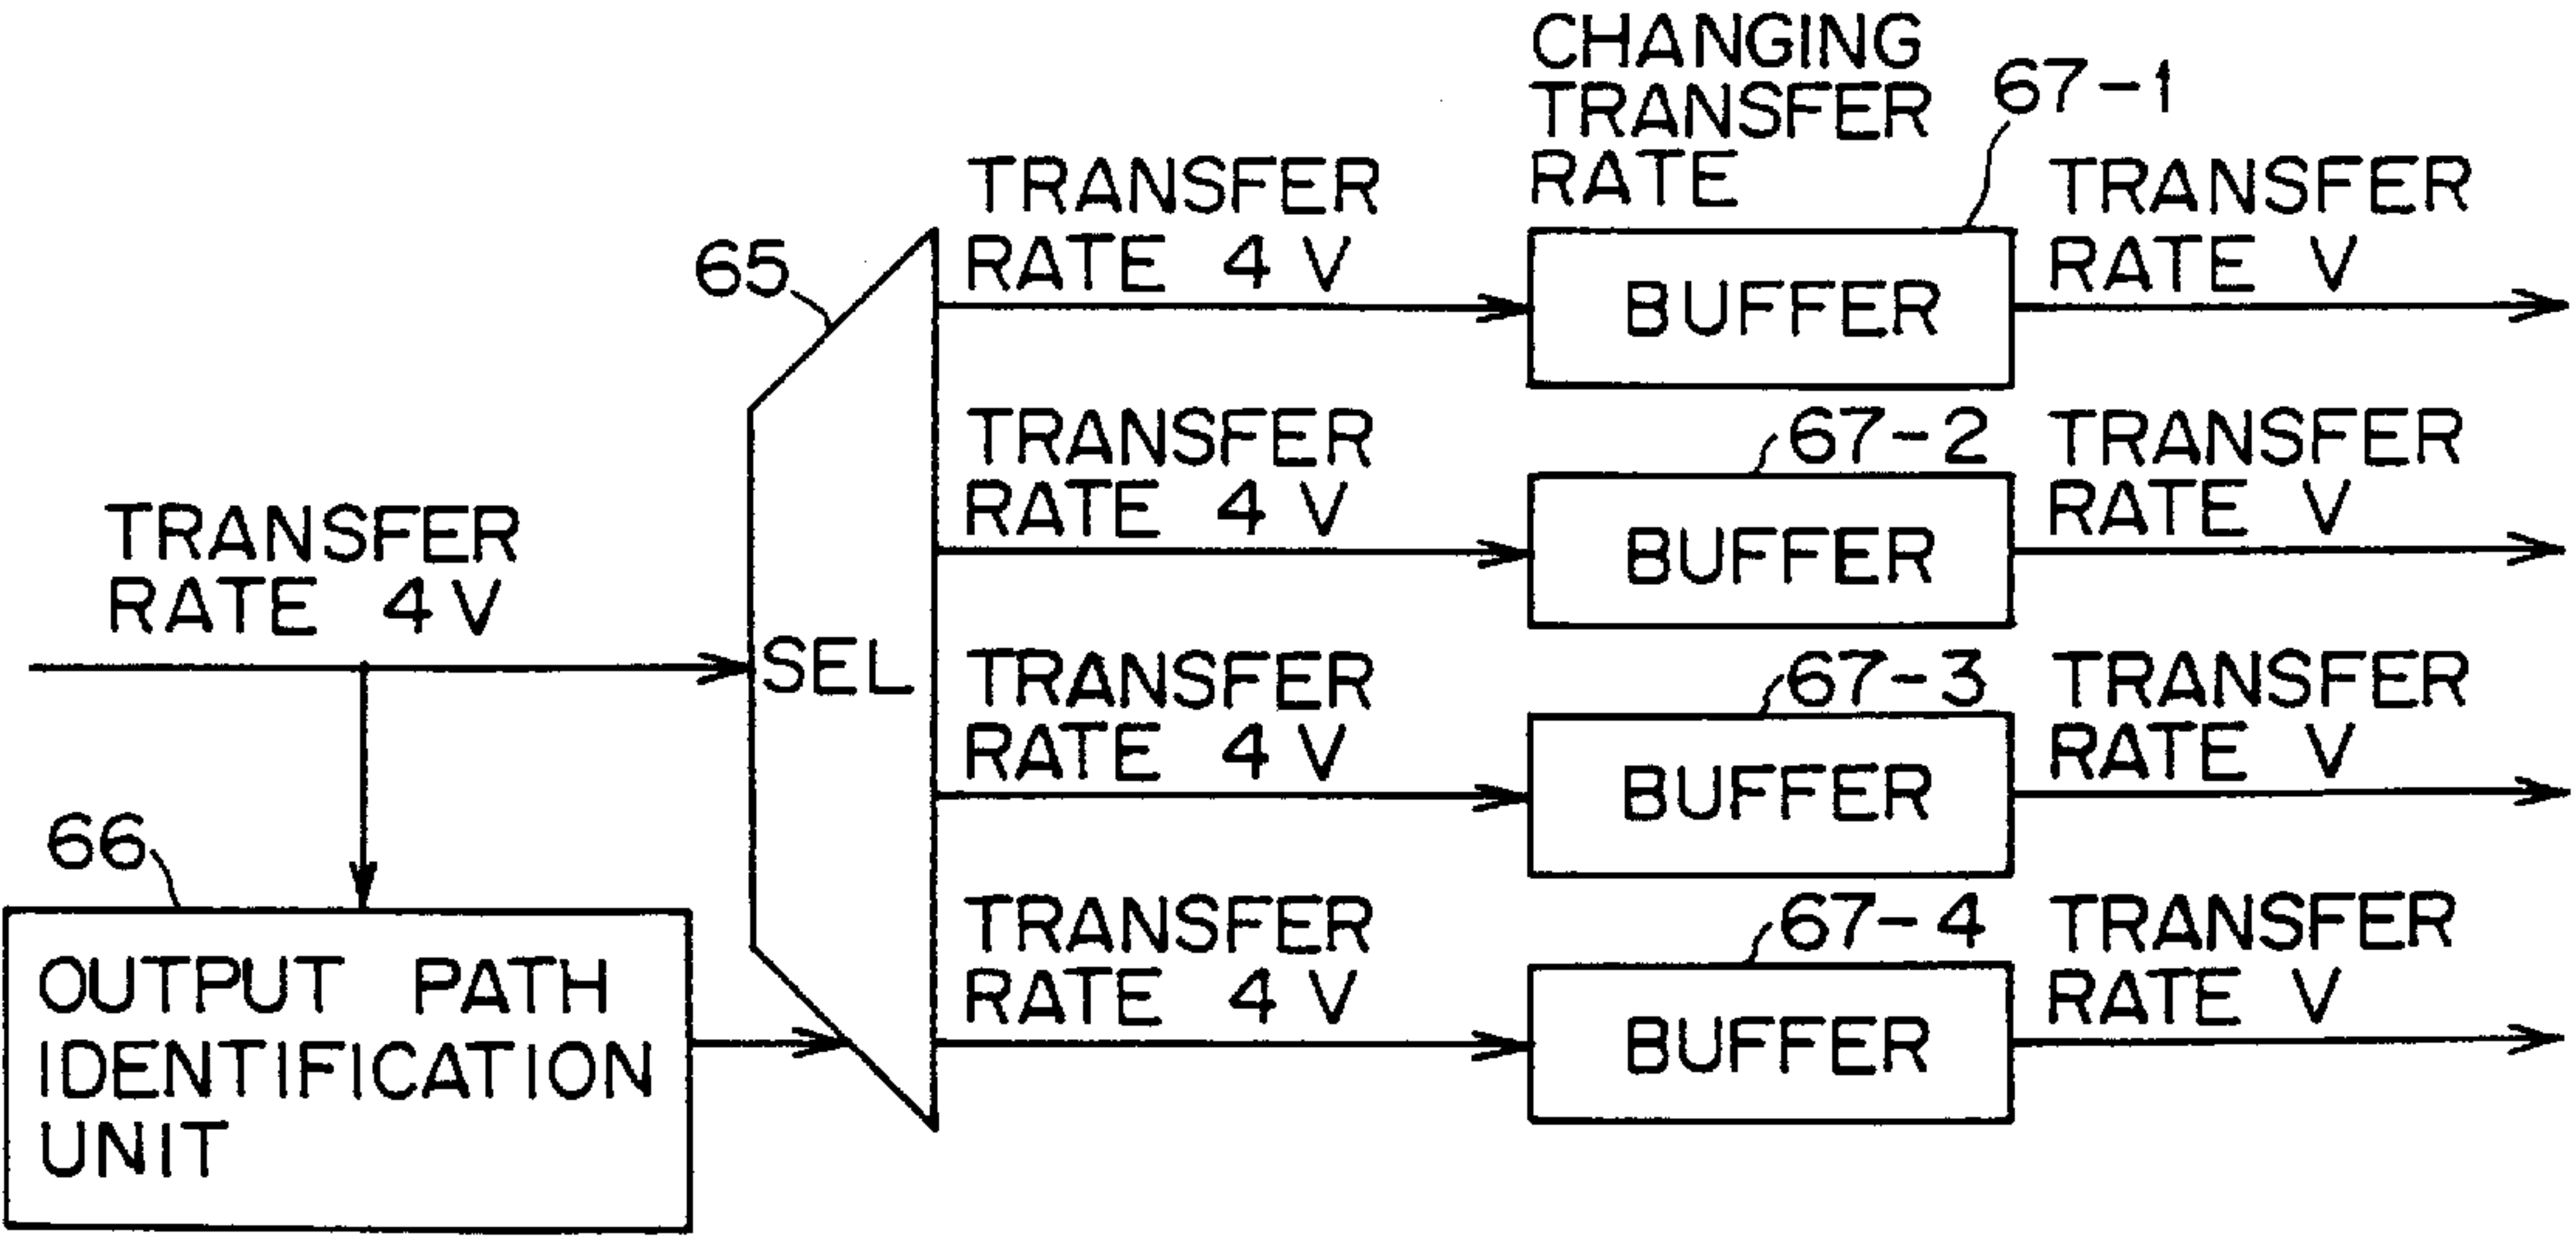 CHANGING
TRANSFER
RATE
67-1
TRANSFER
RATE 4 V
TRANSFER
RATE V
65
BUFFER
TRANSFER
RATE 4 V
67-2
TRANSFER
RATE V
BUFFER
TRANSFER
RATE 4 V
SEL
TRANSFER
RATE 4 V
67-3
TRANSFER
RATE V
BUFFER
66
TRANSFER
RATE 4 V
67-4
TRANSFER
RATE V
BUFFER
OUTPUT PATH
IDENTIFICATION
UNIT